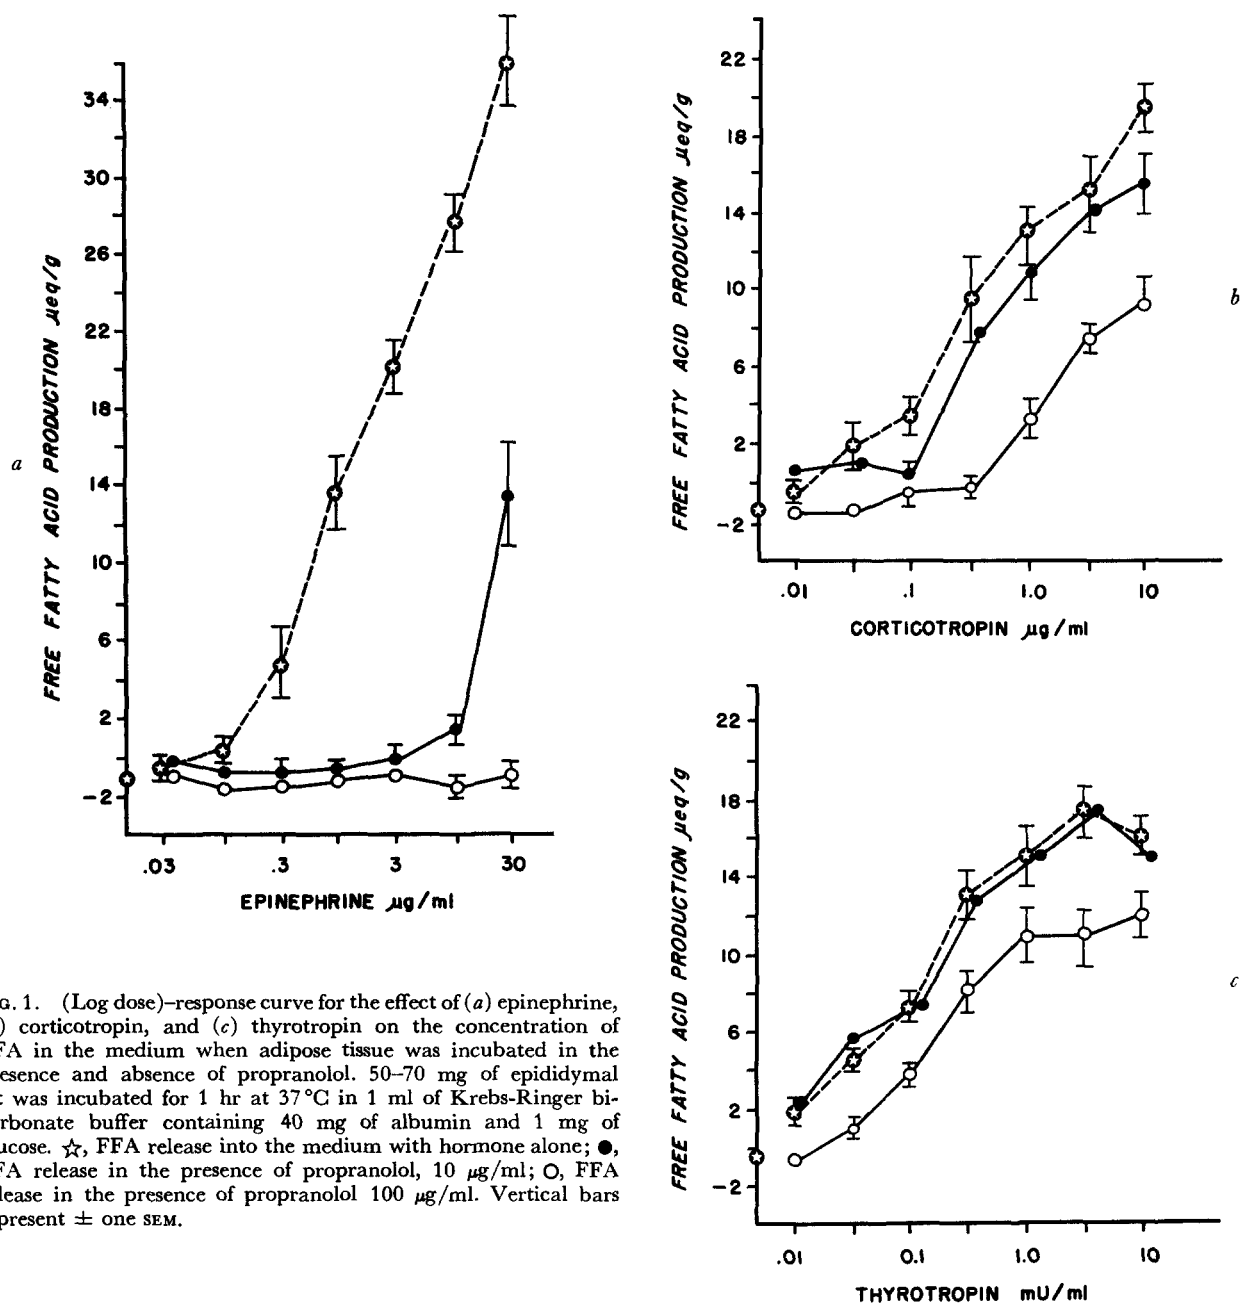 34
30
26
22
18
14
10
6
2
-2
FREE FATTY ACID PRODUCTION µeq/g
a
.03 .3 3 30
EPINEPHRINE µg/ml
22
18
14
10
6
2
-2
FREE FATTY ACID PRODUCTION µeq/g
b
.01 .1 1.0 10
CORTICOTROPIN µg/ml
22
18
14
10
6
2
-2
FREE FATTY ACID PRODUCTION µeq/g
c
.01 0.1 1.0 10
THYROTROPIN mU/ml
G. 1. (Log dose)–response curve for the effect of (a) epinephrine,
) corticotropin, and (c) thyrotropin on the concentration of
FA in the medium when adipose tissue was incubated in the
esence and absence of propranolol. 50–70 mg of epididymal
t was incubated for 1 hr at 37°C in 1 ml of Krebs-Ringer bi-
rbonate buffer containing 40 mg of albumin and 1 mg of
ucose. ☆, FFA release into the medium with hormone alone; ●,
FA release in the presence of propranolol, 10 µg/ml; O, FFA
lease in the presence of propranolol 100 µg/ml. Vertical bars
present ± one SEM.